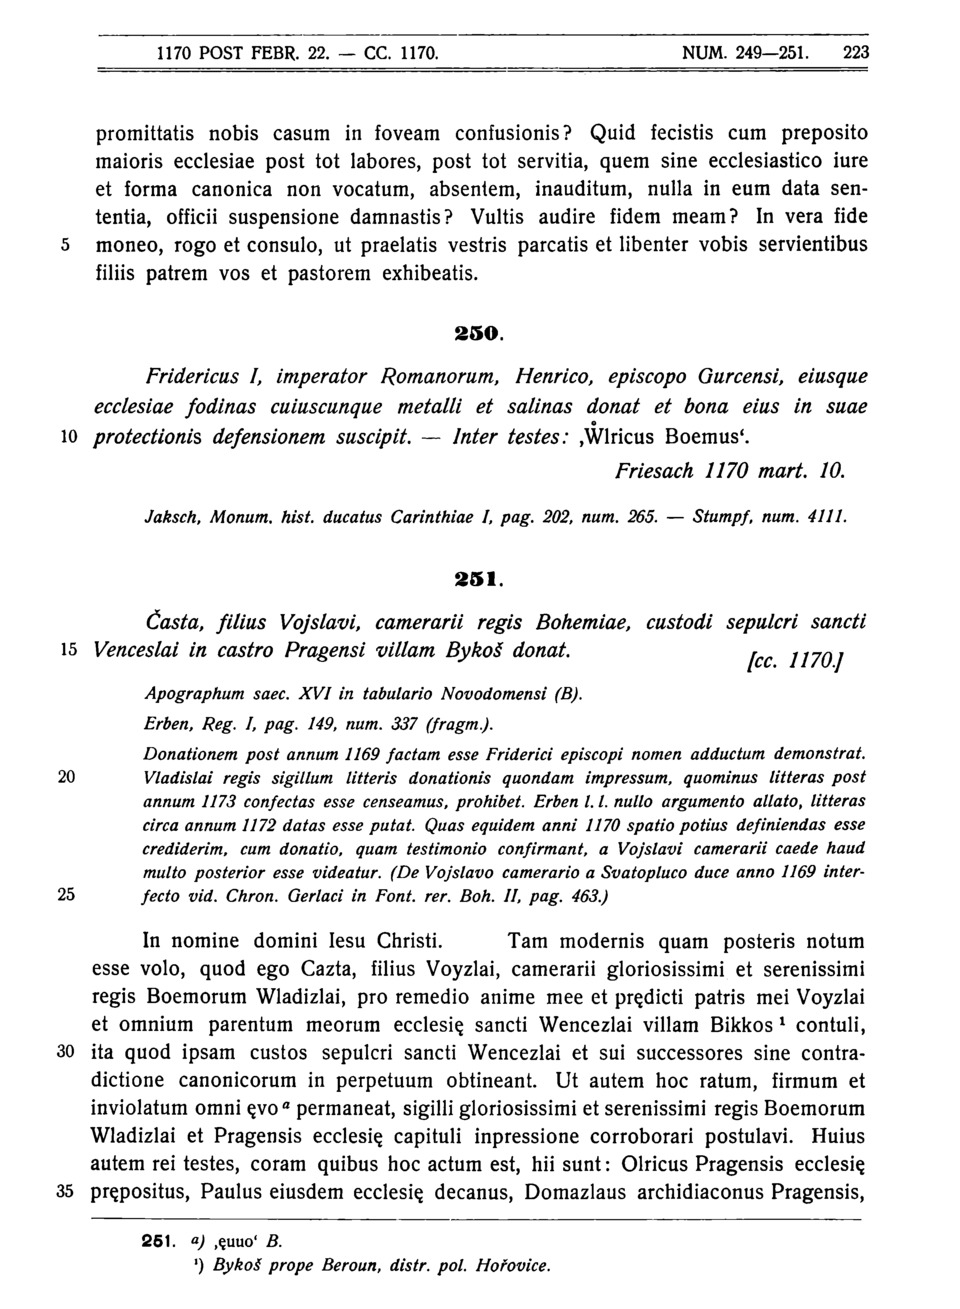 1170 POST FEBR. 22. — CC. 1170. NUM. 249—251. 223
promittatis nobis casum in foveam confusionis? Quid fecistis cum preposito
maioris ecclesiae post tot labores, post tot servitia, quem sine ecclesiastico iure
et forma canonica non vocatum, absentem, inauditum, nulla in eum data sen-
tentia, officii suspensione damnastis? Vultis audire fidem meam? In vera fide
5 moneo, rogo et consulo, ut praelatis vestris parcatis et libenter vobis servientibus
filiis patrem vos et pastorem exhibeatis.
250.
Fridericus I, imperator Romanorum, Henrico, episcopo Gurcensi, eiusque
ecclesiae fodinas cuiuscunque metalli et salinas donat et bona eius in suae
10 protectionis defensionem suscipit. — Inter testes: ‚W̊lricus Boemus‘.
Friesach 1170 mart. 10.
Jaksch, Monum. hist. ducatus Carinthiae I, pag. 202, num. 265. — Stumpf, num. 4111.
251.
Časta, filius Vojslavi, camerarii regis Bohemiae, custodi sepulcri sancti
15 Venceslai in castro Pragensi villam Bykoš donat. [cc. 1170.]
Apographum saec. XVI in tabulario Novodomensi (B).
Erben, Reg. I, pag. 149, num. 337 (fragm.).
Donationem post annum 1169 factam esse Friderici episcopi nomen adductum demonstrat.
20 Vladislai regis sigillum litteris donationis quondam impressum, quominus litteras post
annum 1173 confectas esse censeamus, prohibet. Erben l. l. nullo argumento allato, litteras
circa annum 1172 datas esse putat. Quas equidem anni 1170 spatio potius definiendas esse
crediderim, cum donatio, quam testimonio confirmant, a Vojslavi camerarii caede haud
multo posterior esse videatur. (De Vojslavo camerario a Svatopluco duce anno 1169 inter-
25 fecto vid. Chron. Gerlaci in Font. rer. Boh. II, pag. 463.)
In nomine domini Iesu Christi. Tam modernis quam posteris notum
esse volo, quod ego Cazta, filius Voyzlai, camerarii gloriosissimi et serenissimi
regis Boemorum Wladizlai, pro remedio anime mee et prędicti patris mei Voyzlai
et omnium parentum meorum ecclesię sancti Wencezlai villam Bikkos ¹ contuli,
30 ita quod ipsam custos sepulcri sancti Wencezlai et sui successores sine contra-
dictione canonicorum in perpetuum obtineant. Ut autem hoc ratum, firmum et
inviolatum omni ęvo ᵃ permaneat, sigilli gloriosissimi et serenissimi regis Boemorum
Wladizlai et Pragensis ecclesię capituli inpressione corroborari postulavi. Huius
autem rei testes, coram quibus hoc actum est, hii sunt: Olricus Pragensis ecclesię
35 prępositus, Paulus eiusdem ecclesię decanus, Domazlaus archidiaconus Pragensis,
251. ᵃ) ‚ęuuo‘ B.
¹) Bykoš prope Beroun, distr. pol. Hořovice.